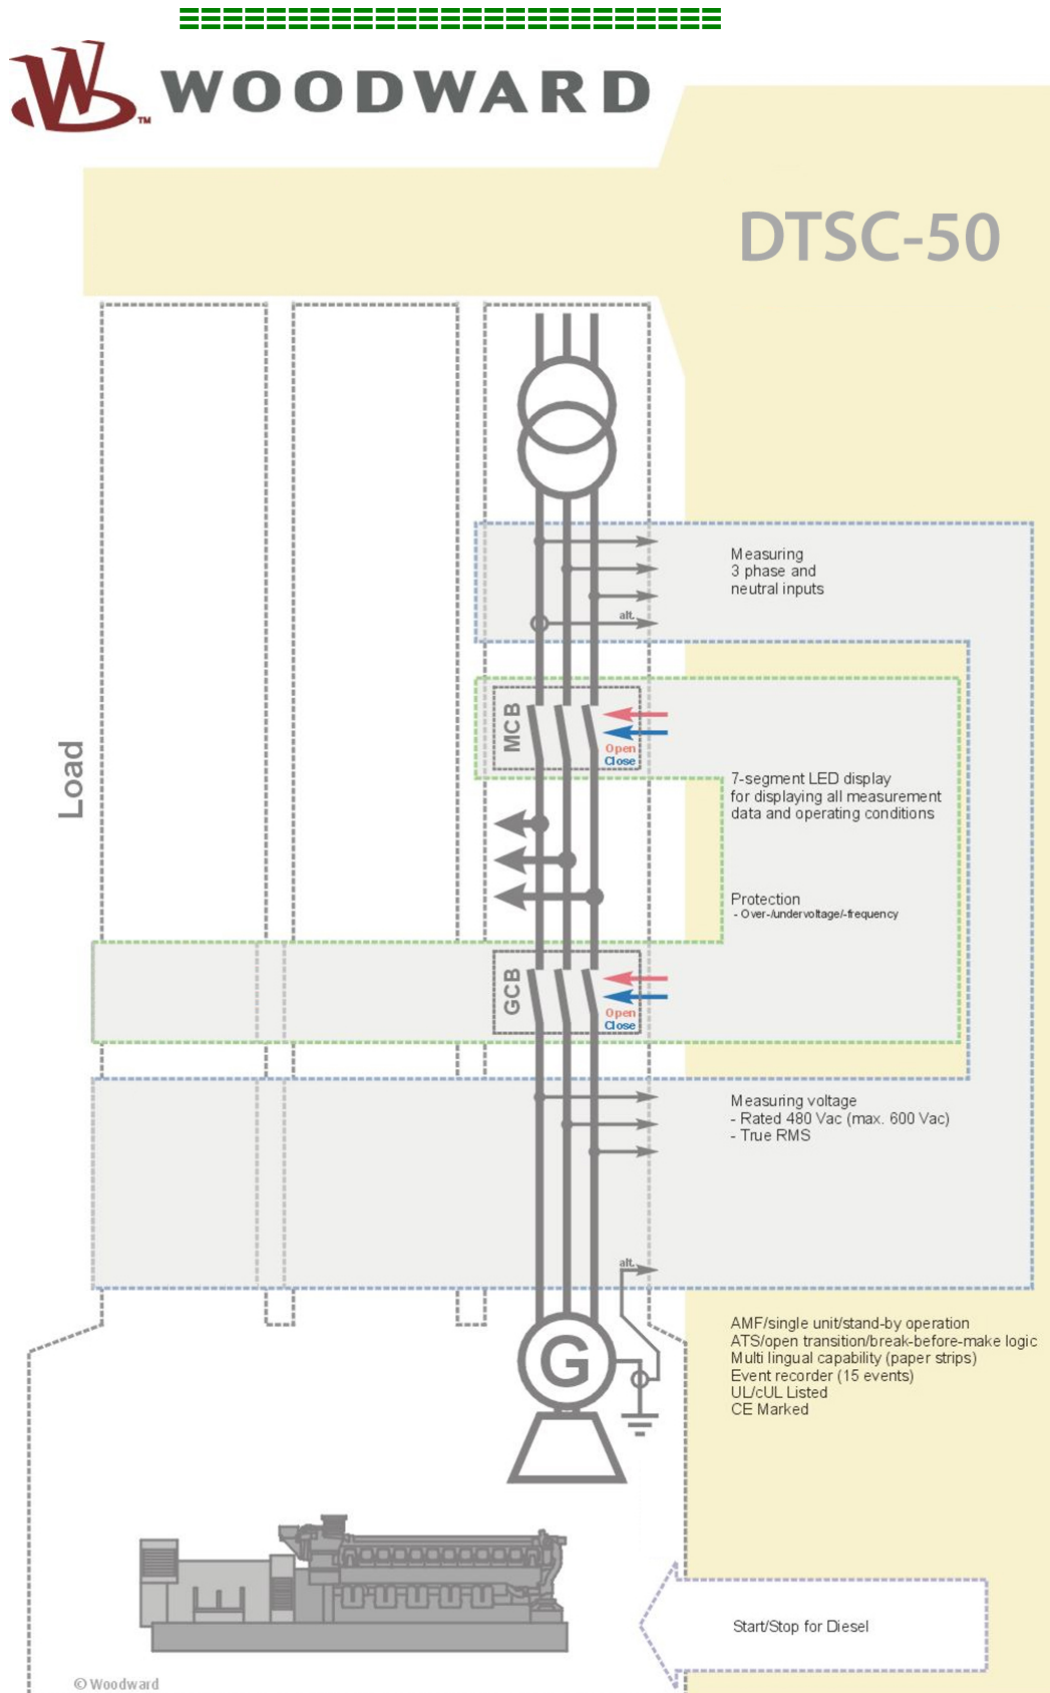 WOODWARD
TM
DTSC-50
Measuring
3 phase and
neutral inputs
alt.
MCB
Open
Close
Load
7-segment LED display
for displaying all measurement
data and operating conditions
Protection
- Over-/undervoltage/-frequency
GCB
Open
Close
Measuring voltage
- Rated 480 Vac (max. 600 Vac)
- True RMS
alt.
AMF/single unit/stand-by operation
ATS/open transition/break-before-make logic
Multi lingual capability (paper strips)
Event recorder (15 events)
UL/cUL Listed
CE Marked
G
Start/Stop for Diesel
© Woodward